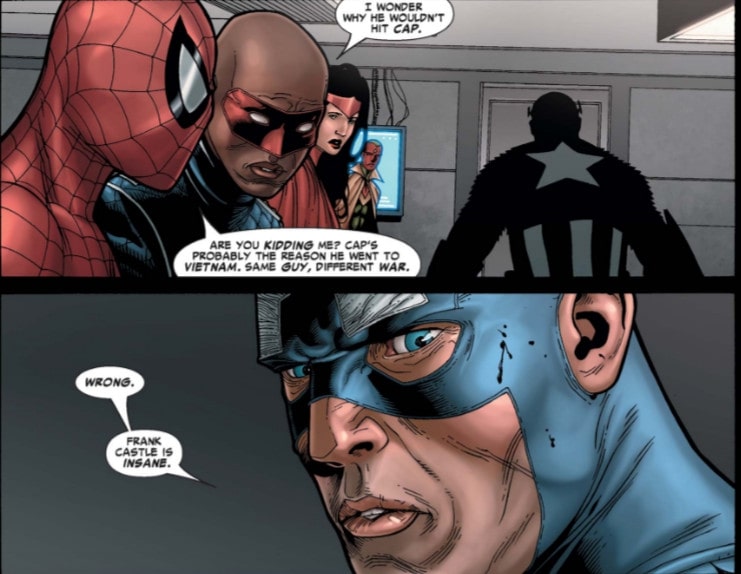 I WONDER
WHY HE WOULDN'T
HIT CAP.
ARE YOU KIDDING ME? CAP'S
PROBABLY THE REASON HE WENT TO
VIETNAM. SAME GUY, DIFFERENT WAR.
WRONG.
FRANK
CASTLE IS
INSANE.